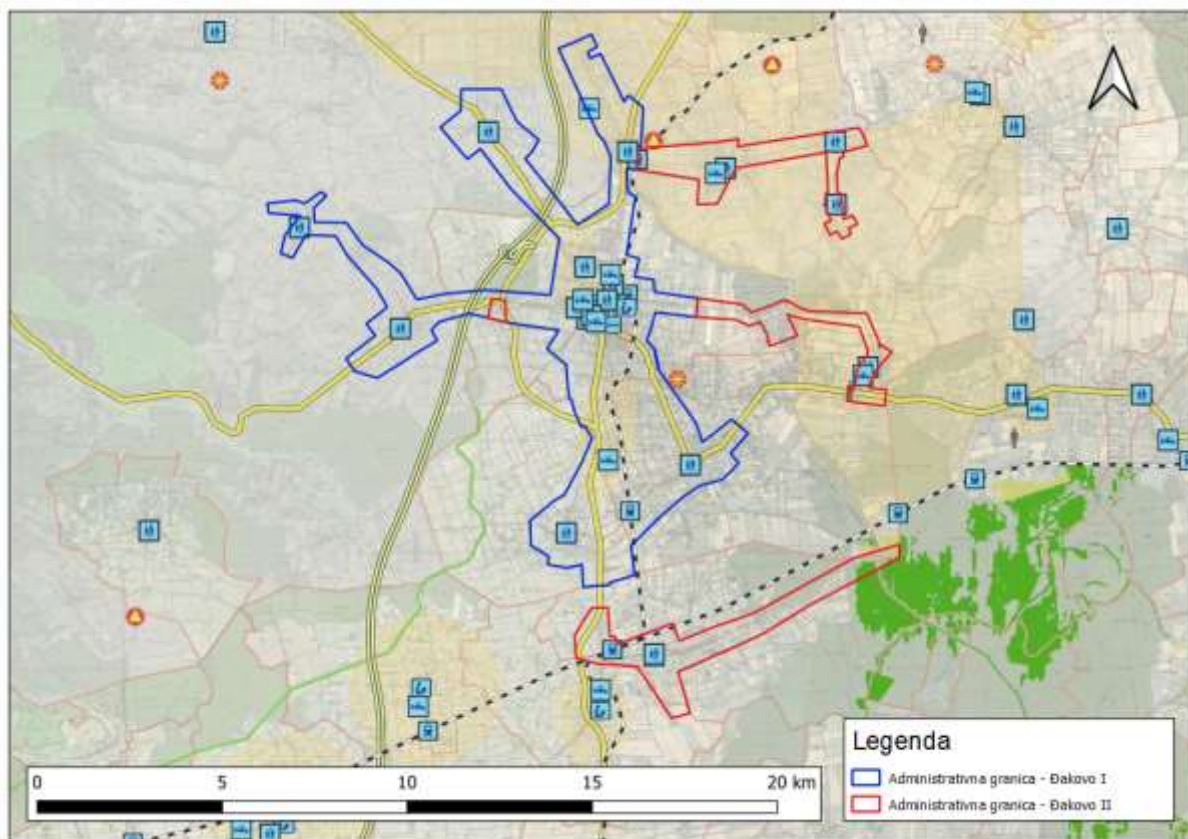 Legenda
Administrativna granica - Đakovo I
Administrativna granica - Đakovo II
0 5 10 15 20 km